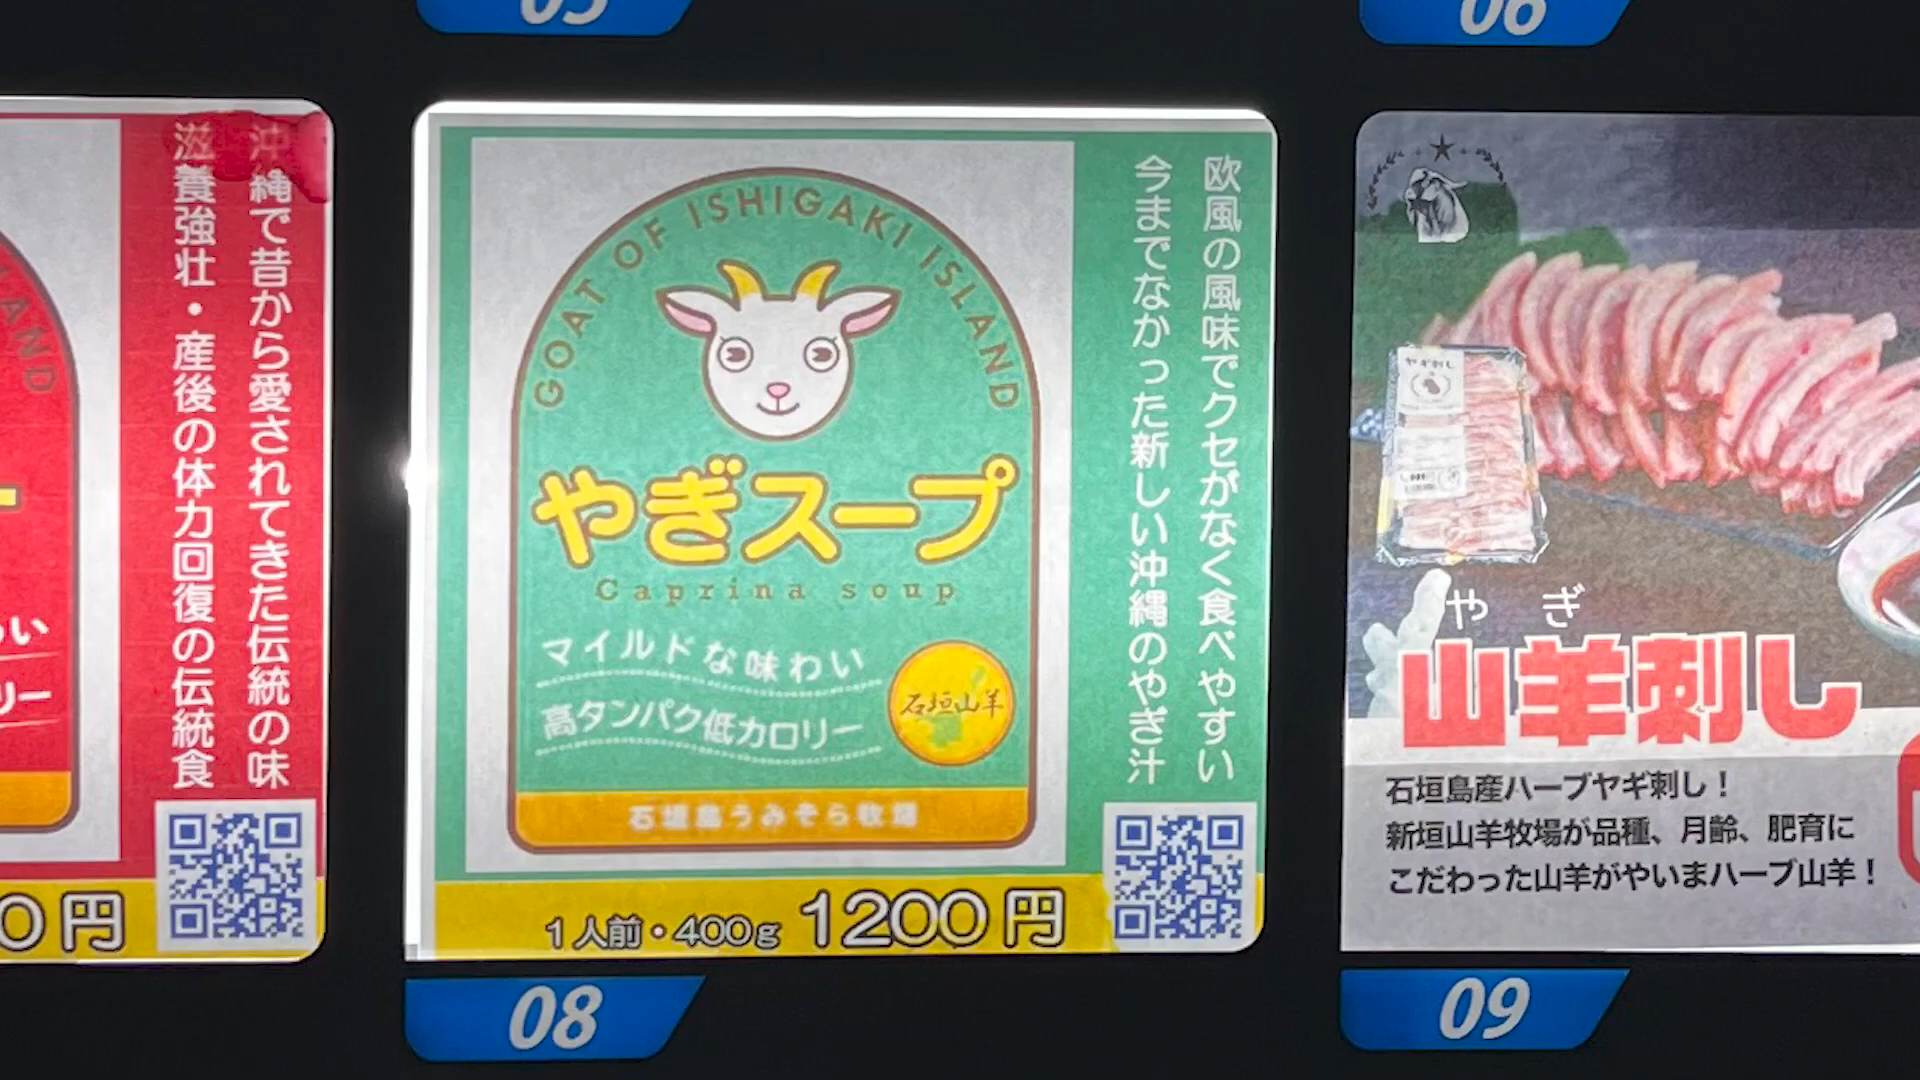 05
06
沖縄で昔から愛されてきた伝統の味
滋養強壮・産後の体力回復の伝統食
AND
い
リー
0円
欧風の風味でクセがなく食べやすい
今までなかった新しい沖縄のやぎ汁
GOAT OF ISHIGAKI ISLAND
やぎスープ
Caprina soup
マイルドな味わい
高タンパク低カロリー
石垣山羊
石垣島うみそら牧場
1人前・400g 1200円
08
やぎ
山羊刺し
石垣島産ハーブヤギ刺し！
新垣山羊牧場が品種、月齢、肥育に
こだわった山羊がやいまハーブ山羊！
09